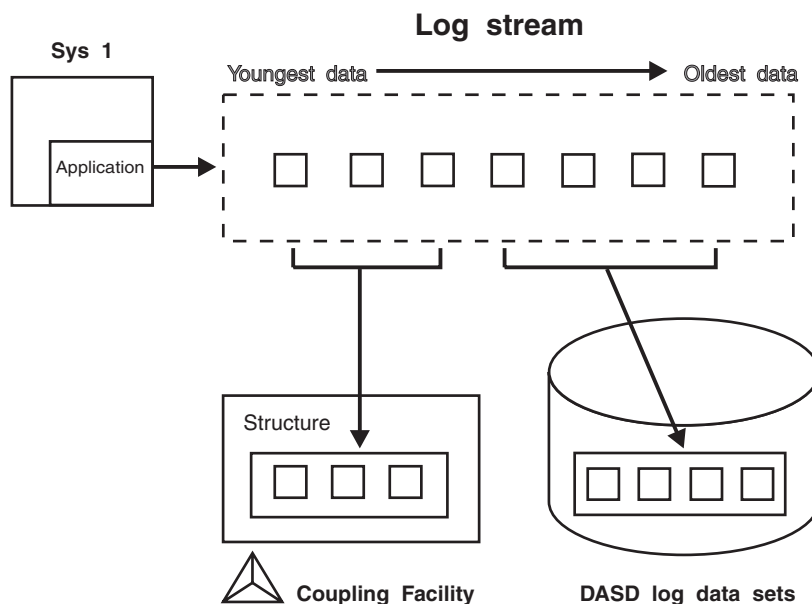 Log stream
Sys 1
Youngest data
Oldest data
Application
Structure
Coupling Facility
DASD log data sets